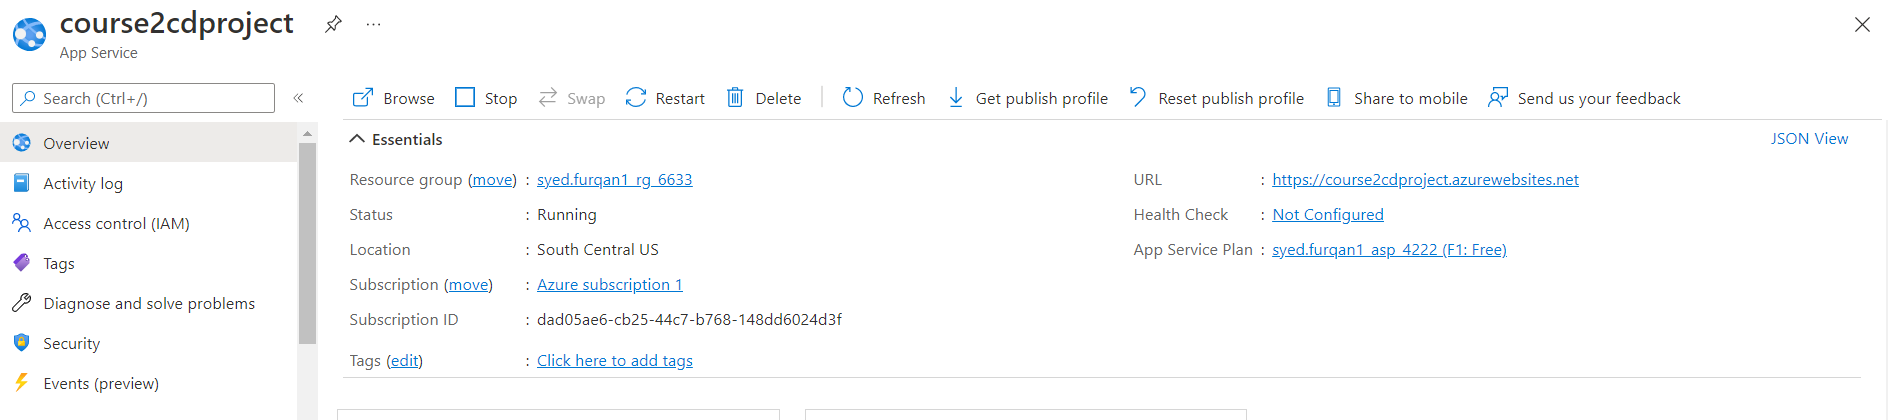 course2cdproject
App Service
Search (Ctrl+/)
Browse Stop Swap Restart Delete Refresh Get publish profile Reset publish profile Share to mobile Send us your feedback
Overview
Activity log
Access control (IAM)
Tags
Diagnose and solve problems
Security
Events (preview)
Essentials
JSON View
Resource group (move) : syed.furqan1_rg_6633
Status : Running
Location : South Central US
Subscription (move) : Azure subscription 1
Subscription ID : dad05ae6-cb25-44c7-b768-148dd6024d3f
Tags (edit) : Click here to add tags
URL : https://course2cdproject.azurewebsites.net
Health Check : Not Configured
App Service Plan : syed.furqan1_asp_4222 (F1: Free)